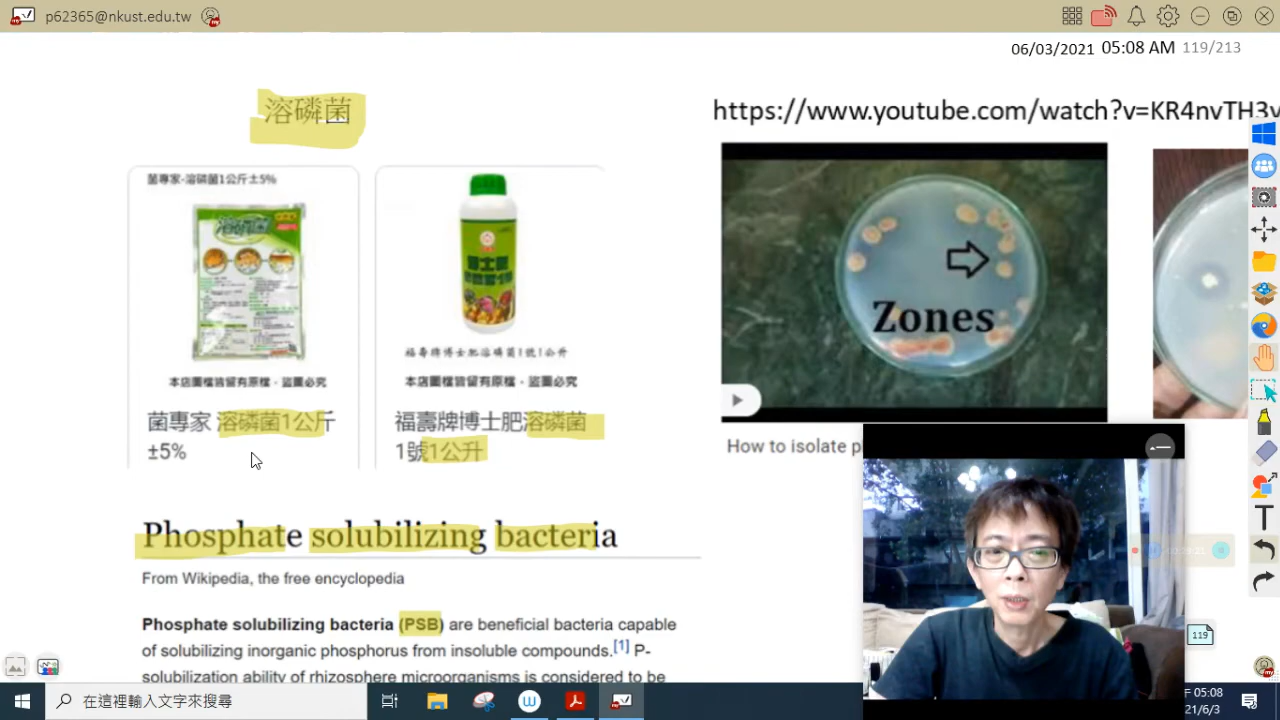 p62365@nkust.edu.tw
06/03/2021 05:08 AM 119/213
溶磷菌
https://www.youtube.com/watch?v=KR4nvTH3v
菌專家-溶磷菌1公斤±5%
Zones
福壽牌博士肥溶磷菌1號1公升
本店圖檔皆留有原檔，盜圖必究
本店圖檔皆留有原檔，盜圖必究
菌專家 溶磷菌1公斤
±5%
福壽牌博士肥溶磷菌
1號1公升
How to isolate p
Phosphate solubilizing bacteria
From Wikipedia, the free encyclopedia
Phosphate solubilizing bacteria (PSB) are beneficial bacteria capable
of solubilizing inorganic phosphorus from insoluble compounds.[1] P-
solubilization ability of rhizosphere microorganisms is considered to be
119
在這裡輸入文字來搜尋
午 05:08
21/6/3